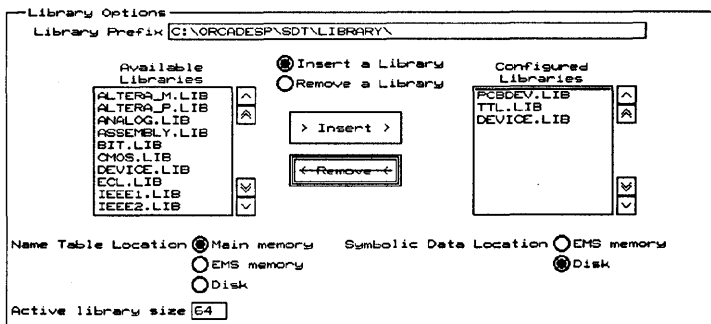 Library Options
Library Prefix C:\ORCADESP\SDT\LIBRARY\
Available Libraries
ALTERA_M.LIB
ALTERA_P.LIB
ANALOG.LIB
ASSEMBLY.LIB
BIT.LIB
CMOS.LIB
DEVICE.LIB
ECL.LIB
IEEE1.LIB
IEEE2.LIB
Insert a Library
Remove a Library
> Insert >
< Remove <
Configured Libraries
PCBDEV.LIB
TTL.LIB
DEVICE.LIB
Name Table Location Main memory
EMS memory
Disk
Symbolic Data Location EMS memory
Disk
Active library size 64